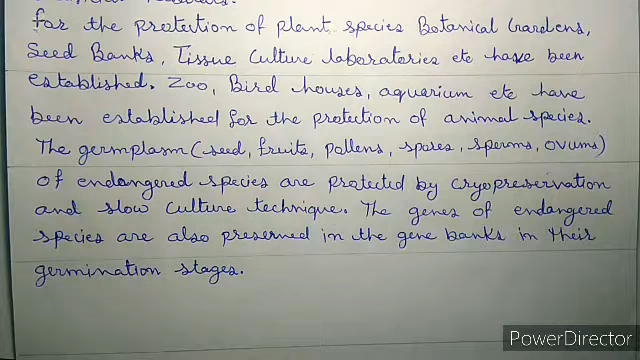 For the protection of plant species Botanical Gardens,
Seed Banks, Tissue Culture laboratories etc have been
established. Zoo, Bird houses, aquarium etc have
been established for the protection of animal species.
The germplasm (seed, fruits, pollens, spores, sperms, ovums)
of endangered species are protected by cryopreservation
and slow culture technique. The genes of endangered
species are also preserved in the gene banks in their
germination stages.
PowerDirector